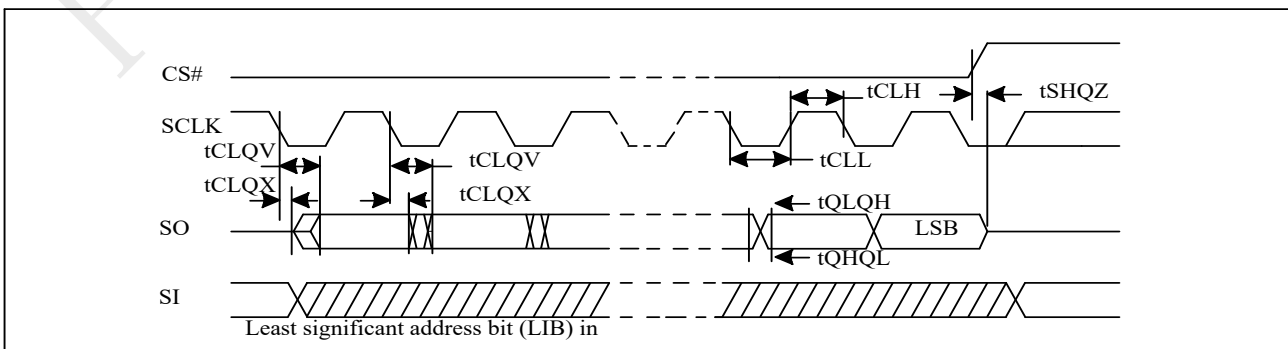 CS#
tCLH
tSHQZ
SCLK
tCLQV
tCLQV
tCLL
tCLQX
tCLQX
tQLQH
SO
LSB
tQHQL
SI
Least significant address bit (LIB) in